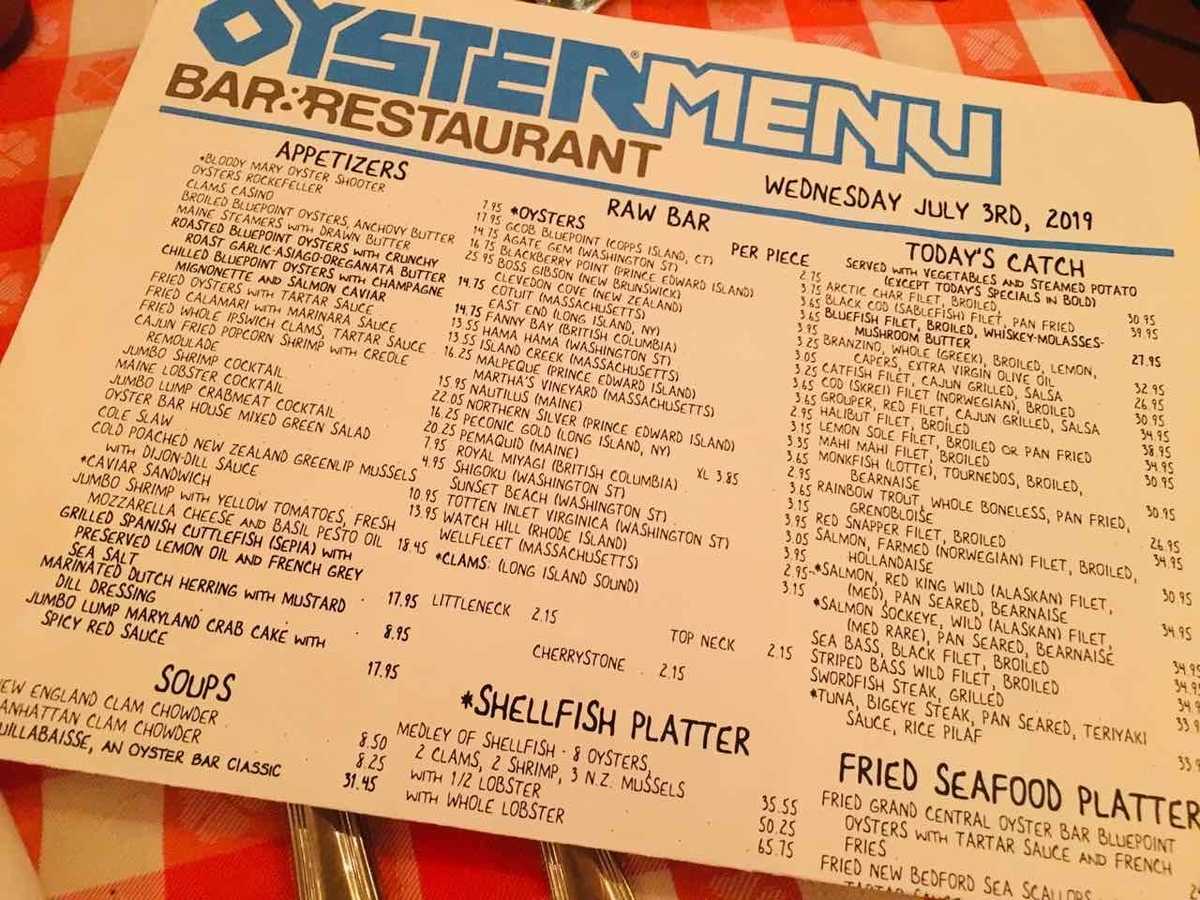 OYSTER® MENU
BAR & RESTAURANT
WEDNESDAY JULY 3RD, 2019
APPETIZERS
*BLOODY MARY OYSTER SHOOTER
OYSTERS ROCKEFELLER 7.95
CLAMS CASINO 17.95
BROILED BLUEPOINT OYSTERS, ANCHOVY BUTTER 14.75
MAINE STEAMERS WITH DRAWN BUTTER 16.75
ROASTED BLUEPOINT OYSTERS WITH CRUNCHY 25.95
ROAST GARLIC-ASIAGO-OREGANATA BUTTER
CHILLED BLUEPOINT OYSTERS WITH CHAMPAGNE 14.75
MIGNONETTE AND SALMON CAVIAR
FRIED OYSTERS WITH TARTAR SAUCE 14.75
FRIED CALAMARI WITH MARINARA SAUCE 13.55
FRIED WHOLE IPSWICH CLAMS, TARTAR SAUCE 13.55
CAJUN FRIED POPCORN SHRIMP WITH CREOLE 16.25
REMOULADE
JUMBO SHRIMP COCKTAIL 15.95
MAINE LOBSTER COCKTAIL 22.05
JUMBO LUMP CRABMEAT COCKTAIL 16.25
OYSTER BAR HOUSE MIXED GREEN SALAD 20.25
COLE SLAW 7.95
COLD POACHED NEW ZEALAND GREENLIP MUSSELS 4.95
WITH DIJON-DILL SAUCE
*CAVIAR SANDWICH 10.95
JUMBO SHRIMP WITH YELLOW TOMATOES, FRESH 13.95
MOZZARELLA CHEESE AND BASIL PESTO OIL 18.45
GRILLED SPANISH CUTTLEFISH (SEPIA) WITH
PRESERVED LEMON OIL AND FRENCH GREY
SEA SALT 17.95
MARINATED DUTCH HERRING WITH MUSTARD
DILL DRESSING 8.95
JUMBO LUMP MARYLAND CRAB CAKE WITH
SPICY RED SAUCE 17.95
SOUPS
EW ENGLAND CLAM CHOWDER 8.50
ANHATTAN CLAM CHOWDER 8.25
UILLABAISSE, AN OYSTER BAR CLASSIC 31.45
RAW BAR
*OYSTERS PER PIECE
GCOB BLUEPOINT (COPPS ISLAND, CT) 2.75
AGATE GEM (WASHINGTON ST) 3.15
BLACKBERRY POINT (PRINCE EDWARD ISLAND) 3.65
BOSS GIBSON (NEW BRUNSWICK) 3.65
CLEVEDON COVE (NEW ZEALAND) 3.95
COTUIT (MASSACHUSETTS) 3.25
EAST END (LONG ISLAND, NY) 3.05
FANNY BAY (BRITISH COLUMBIA) 3.25
HAMA HAMA (WASHINGTON ST) 3.65
ISLAND CREEK (MASSACHUSETTS) 3.65
MALPEQUE (PRINCE EDWARD ISLAND) 2.95
MARTHA'S VINEYARD (MASSACHUSETTS) 3.15
NAUTILUS (MAINE) 3.35
NORTHERN SILVER (PRINCE EDWARD ISLAND) 3.65
PECONIC GOLD (LONG ISLAND, NY) 2.95
PEMAQUID (MAINE) 3.65
ROYAL MIYAGI (BRITISH COLUMBIA) XL 3.85 3.15
SHIGOKU (WASHINGTON ST) 3.95
SUNSET BEACH (WASHINGTON ST) 3.05
TOTTEN INLET VIRGINICA (WASHINGTON ST) 3.95
WATCH HILL (RHODE ISLAND) 2.95
WELLFLEET (MASSACHUSETTS) 3.15
*CLAMS: (LONG ISLAND SOUND)
LITTLENECK 2.15
TOP NECK 2.15
CHERRYSTONE 2.15
*SHELLFISH PLATTER
MEDLEY OF SHELLFISH - 8 OYSTERS,
2 CLAMS, 2 SHRIMP, 3 N.Z. MUSSELS 35.55
WITH 1/2 LOBSTER 50.25
WITH WHOLE LOBSTER 65.75
TODAY'S CATCH
SERVED WITH VEGETABLES AND STEAMED POTATO
(EXCEPT TODAY'S SPECIALS IN BOLD)
ARCTIC CHAR FILET, BROILED 30.95
BLACK COD (SABLEFISH) FILET, PAN FRIED 39.95
BLUEFISH FILET, BROILED, WHISKEY-MOLASSES-
MUSHROOM BUTTER 27.95
BRANZINO, WHOLE (GREEK), BROILED, LEMON,
CAPERS, EXTRA VIRGIN OLIVE OIL 32.95
CATFISH FILET, CAJUN GRILLED, SALSA 26.95
COD (SKREI) FILET (NORWEGIAN), BROILED 30.95
GROUPER, RED FILET, CAJUN GRILLED, SALSA 34.95
HALIBUT FILET, BROILED 38.95
LEMON SOLE FILET, BROILED OR PAN FRIED 34.95
MAHI MAHI FILET, BROILED 30.95
MONKFISH (LOTTE), TOURNEDOS, BROILED,
BEARNAISE 30.95
RAINBOW TROUT, WHOLE BONELESS, PAN FRIED,
GRENOBLOISE 26.95
RED SNAPPER FILET, BROILED 34.95
SALMON, FARMED (NORWEGIAN) FILET, BROILED,
HOLLANDAISE 30.95
*SALMON, RED KING WILD (ALASKAN) FILET,
(MED), PAN SEARED, BEARNAISE 34.95
*SALMON SOCKEYE, WILD (ALASKAN) FILET,
(MED RARE), PAN SEARED, BEARNAISE 34.95
SEA BASS, BLACK FILET, BROILED 34.9
STRIPED BASS WILD FILET, BROILED 34.9
SWORDFISH STEAK, GRILLED 33.9
*TUNA, BIGEYE STEAK, PAN SEARED, TERIYAKI
SAUCE, RICE PILAF 33.9
FRIED SEAFOOD PLATTER
FRIED GRAND CENTRAL OYSTER BAR BLUEPOINT
OYSTERS WITH TARTAR SAUCE AND FRENCH
FRIES
FRIED NEW BEDFORD SEA SCALLOPS